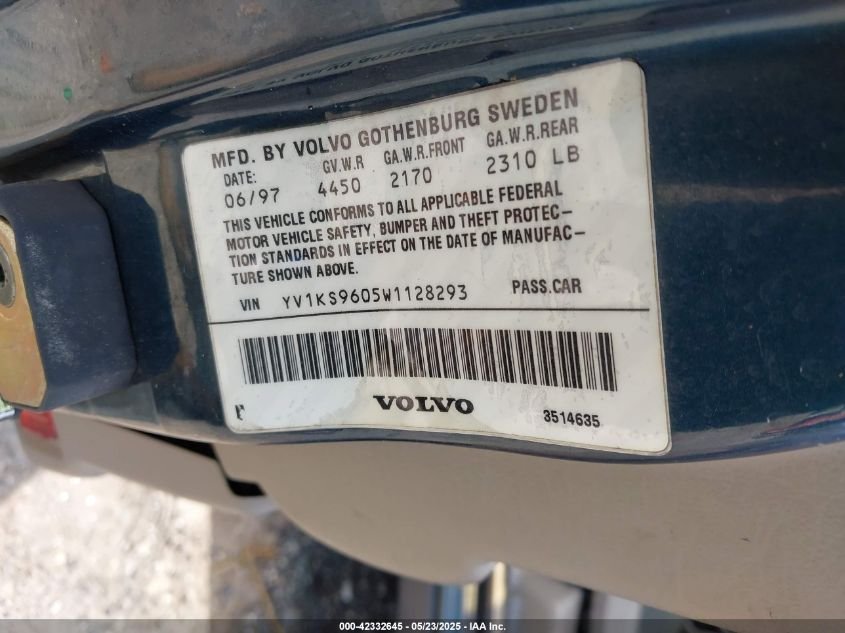 MFD. BY VOLVO GOTHENBURG SWEDEN
DATE: GV.W.R GA.W.R.FRONT GA.W.R.REAR
06/97 4450 2170 2310 LB
THIS VEHICLE CONFORMS TO ALL APPLICABLE FEDERAL
MOTOR VEHICLE SAFETY, BUMPER AND THEFT PROTEC-
TION STANDARDS IN EFFECT ON THE DATE OF MANUFAC-
TURE SHOWN ABOVE.
VIN YV1KS9605W1128293 PASS.CAR
VOLVO
3514635
000-42332645 - 05/23/2025 - IAA Inc.